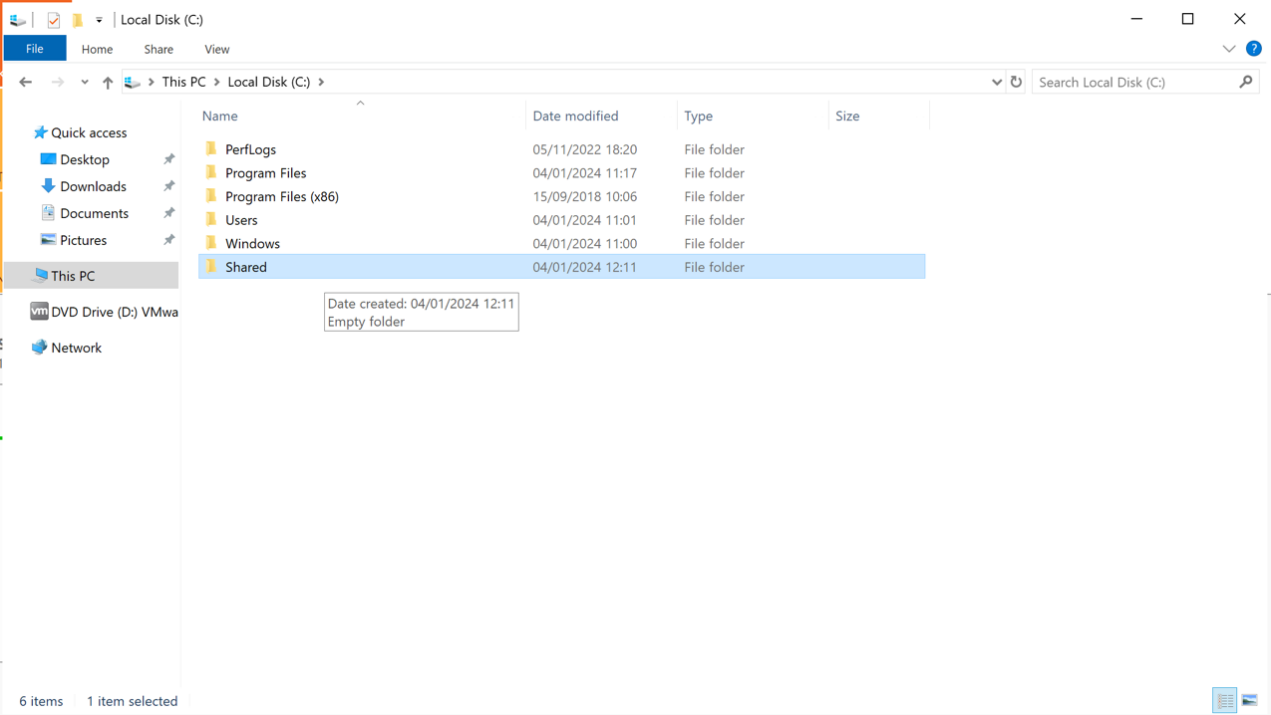 Local Disk (C:)
File Home Share View
This PC Local Disk (C:) Search Local Disk (C:)
Name Date modified Type Size
Quick access
Desktop
Downloads
Documents
Pictures
This PC
vm DVD Drive (D:) VMwa
Network
PerfLogs 05/11/2022 18:20 File folder
Program Files 04/01/2024 11:17 File folder
Program Files (x86) 15/09/2018 10:06 File folder
Users 04/01/2024 11:01 File folder
Windows 04/01/2024 11:00 File folder
Shared 04/01/2024 12:11 File folder
Date created: 04/01/2024 12:11
Empty folder
6 items 1 item selected